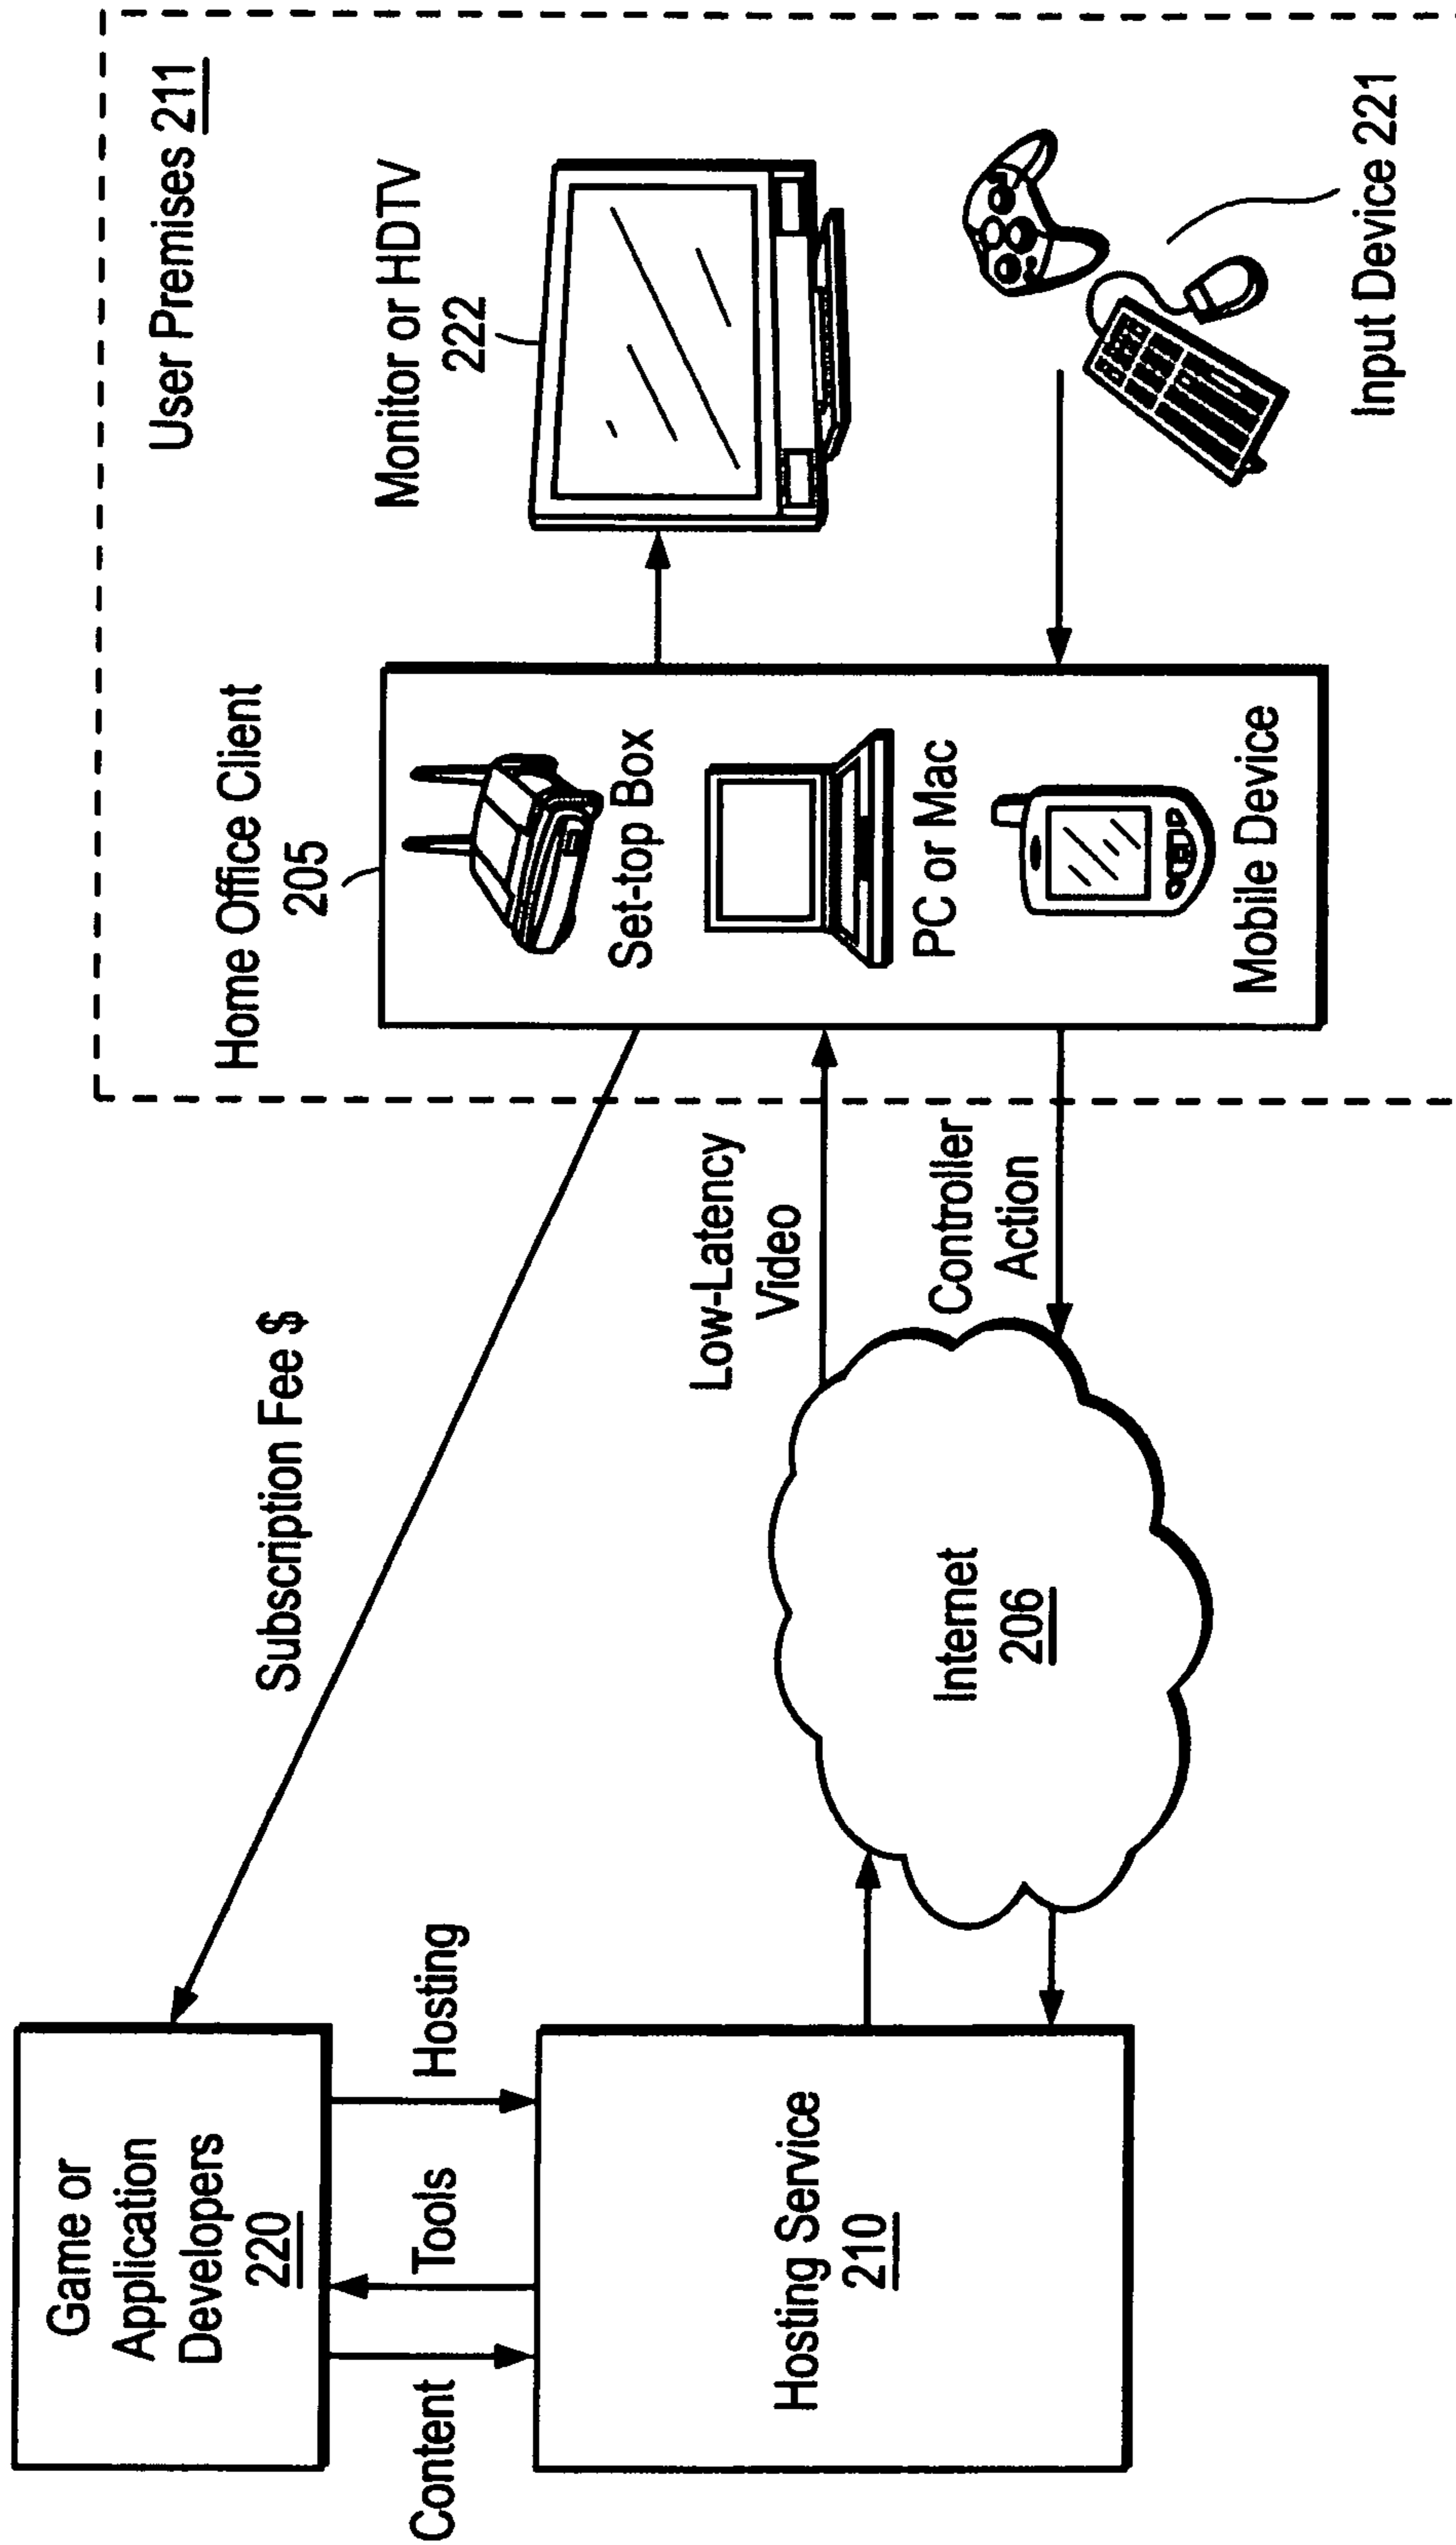 User Premises 211
Home Office Client
205
Monitor or HDTV
222
Set-top Box
PC or Mac
Mobile Device
Input Device 221
Subscription Fee $
Low-Latency
Video
Controller
Action
Internet
206
Game or
Application
Developers
220
Content
Tools
Hosting
Hosting Service
210